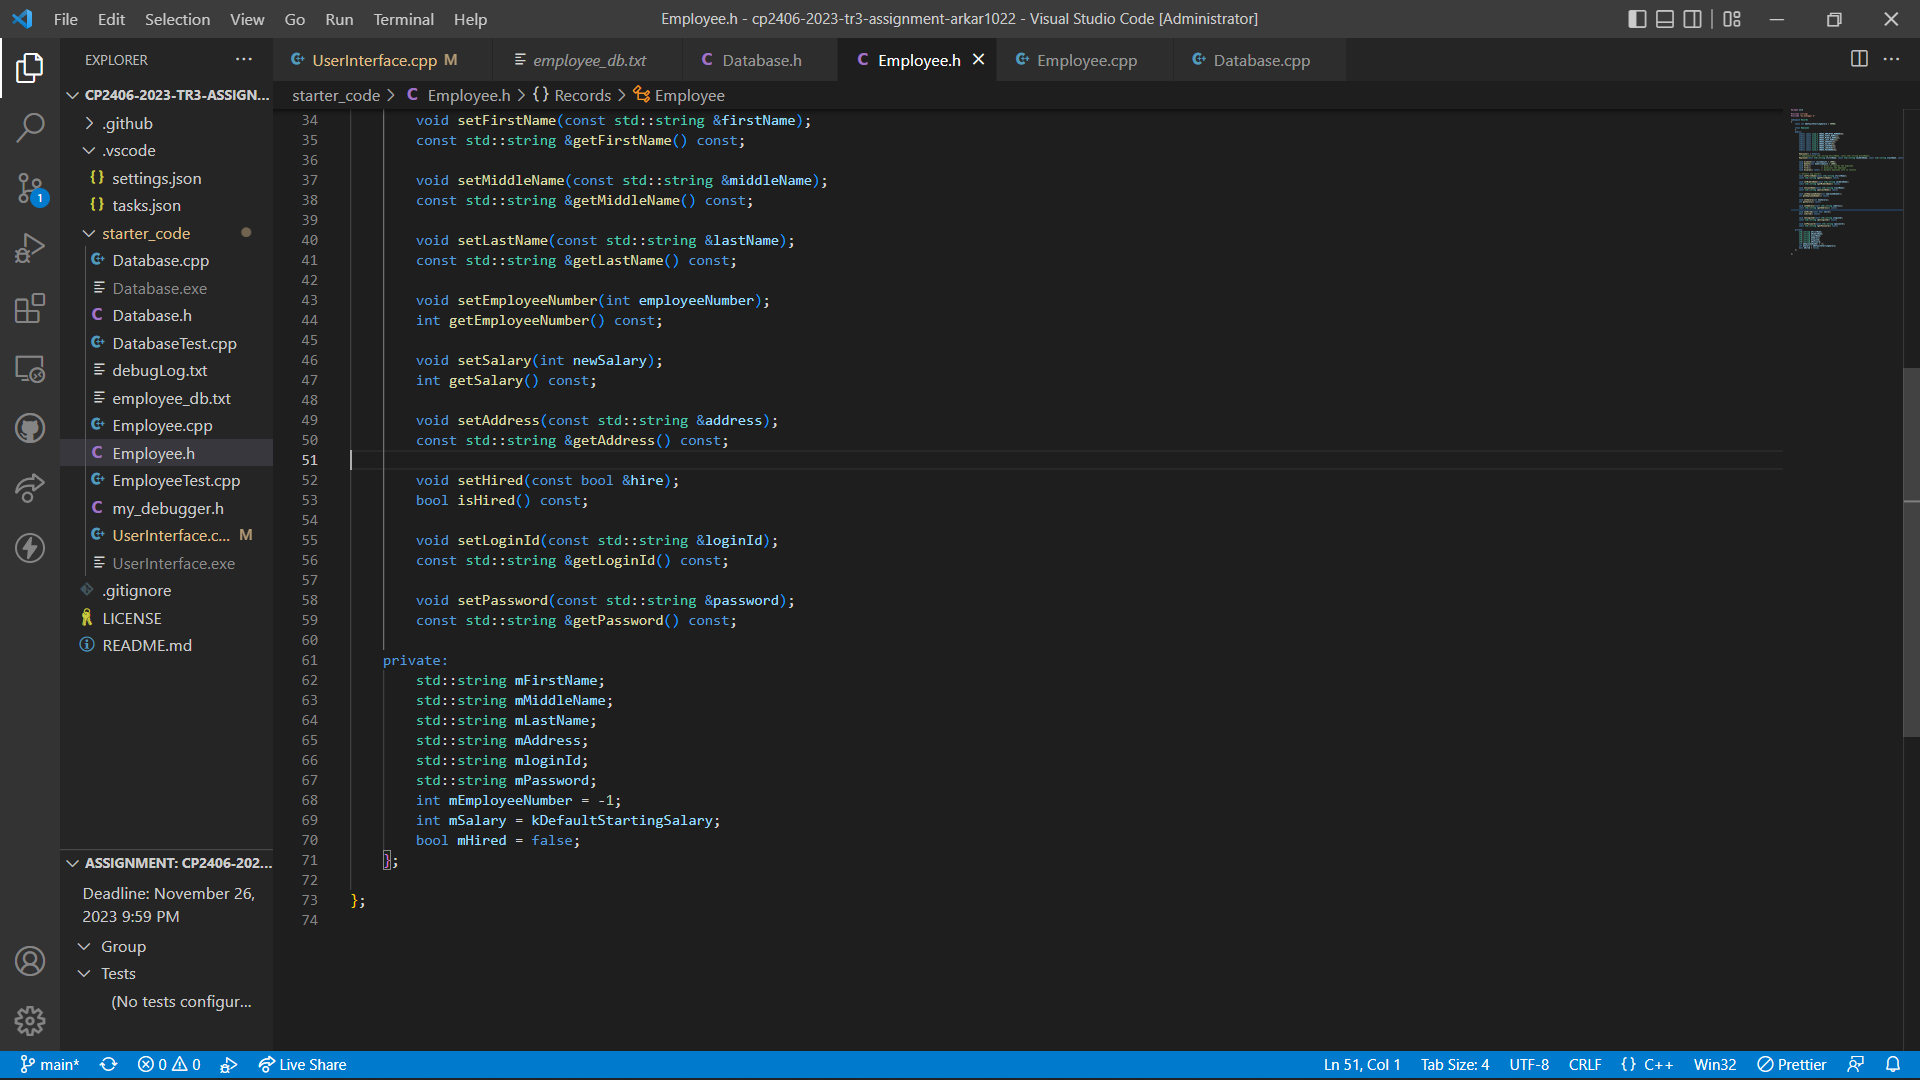 File Edit Selection View Go Run Terminal Help
Employee.h - cp2406-2023-tr3-assignment-arkar1022 - Visual Studio Code [Administrator]
EXPLORER
UserInterface.cpp M
employee_db.txt
Database.h
Employee.h
Employee.cpp
Database.cpp
starter_code > C Employee.h > {} Records > Employee
CP2406-2023-TR3-ASSIGN...
.github
.vscode
{} settings.json
{} tasks.json
starter_code
Database.cpp
Database.exe
C Database.h
DatabaseTest.cpp
debugLog.txt
employee_db.txt
Employee.cpp
C Employee.h
EmployeeTest.cpp
C my_debugger.h
UserInterface.c... M
UserInterface.exe
.gitignore
LICENSE
README.md
1
34 void setFirstName(const std::string &firstName);
35 const std::string &getFirstName() const;
36
37 void setMiddleName(const std::string &middleName);
38 const std::string &getMiddleName() const;
39
40 void setLastName(const std::string &lastName);
41 const std::string &getLastName() const;
42
43 void setEmployeeNumber(int employeeNumber);
44 int getEmployeeNumber() const;
45
46 void setSalary(int newSalary);
47 int getSalary() const;
48
49 void setAddress(const std::string &address);
50 const std::string &getAddress() const;
51
52 void setHired(const bool &hire);
53 bool isHired() const;
54
55 void setLoginId(const std::string &loginId);
56 const std::string &getLoginId() const;
57
58 void setPassword(const std::string &password);
59 const std::string &getPassword() const;
60
61 private:
62 std::string mFirstName;
63 std::string mMiddleName;
64 std::string mLastName;
65 std::string mAddress;
66 std::string mloginId;
67 std::string mPassword;
68 int mEmployeeNumber = -1;
69 int mSalary = kDefaultStartingSalary;
70 bool mHired = false;
71 };
72
73 };
74
ASSIGNMENT: CP2406-202...
Deadline: November 26,
2023 9:59 PM
Group
Tests
(No tests configur...
main* 0 0 Live Share
Ln 51, Col 1 Tab Size: 4 UTF-8 CRLF {} C++ Win32 Prettier